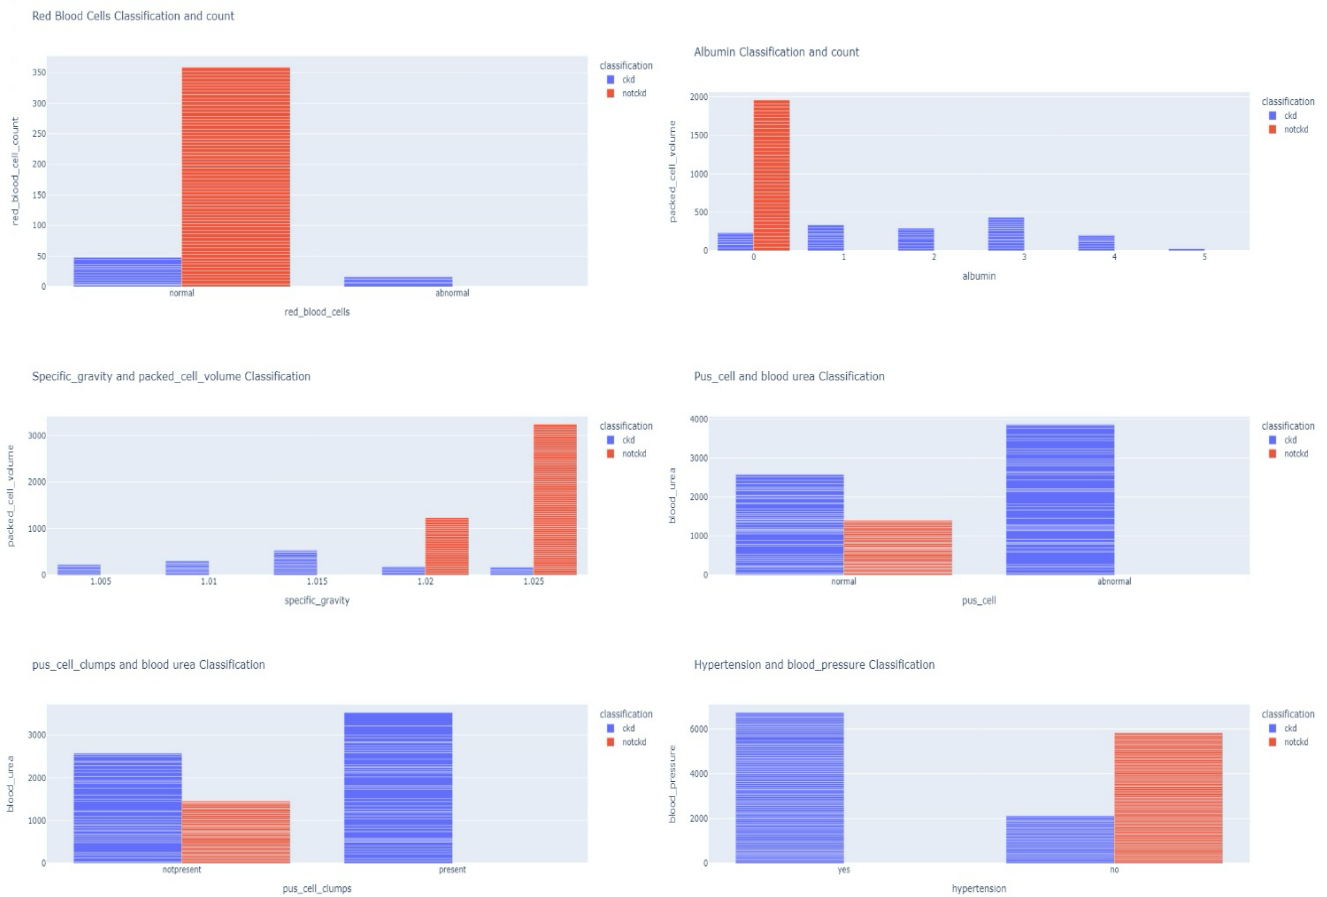 Red Blood Cells Classification and count
classification
ckd
notckd
350
300
250
200
150
100
50
0
red_blood_cell_count
normal
abnormal
red_blood_cells
Albumin Classification and count
classification
ckd
notckd
2000
1500
1000
500
0
packed_cell_volume
0
1
2
3
4
5
albumin
Specific_gravity and packed_cell_volume Classification
classification
ckd
notckd
3000
2000
1000
0
packed_cell_volume
1.005
1.01
1.015
1.02
1.025
specific_gravity
Pus_cell and blood urea Classification
classification
ckd
notckd
4000
3000
2000
1000
0
blood_urea
normal
abnormal
pus_cell
pus_cell_clumps and blood urea Classification
classification
ckd
notckd
3000
2000
1000
0
blood_urea
notpresent
present
pus_cell_clumps
Hypertension and blood_pressure Classification
classification
ckd
notckd
6000
4000
2000
0
blood_pressure
yes
no
hypertension